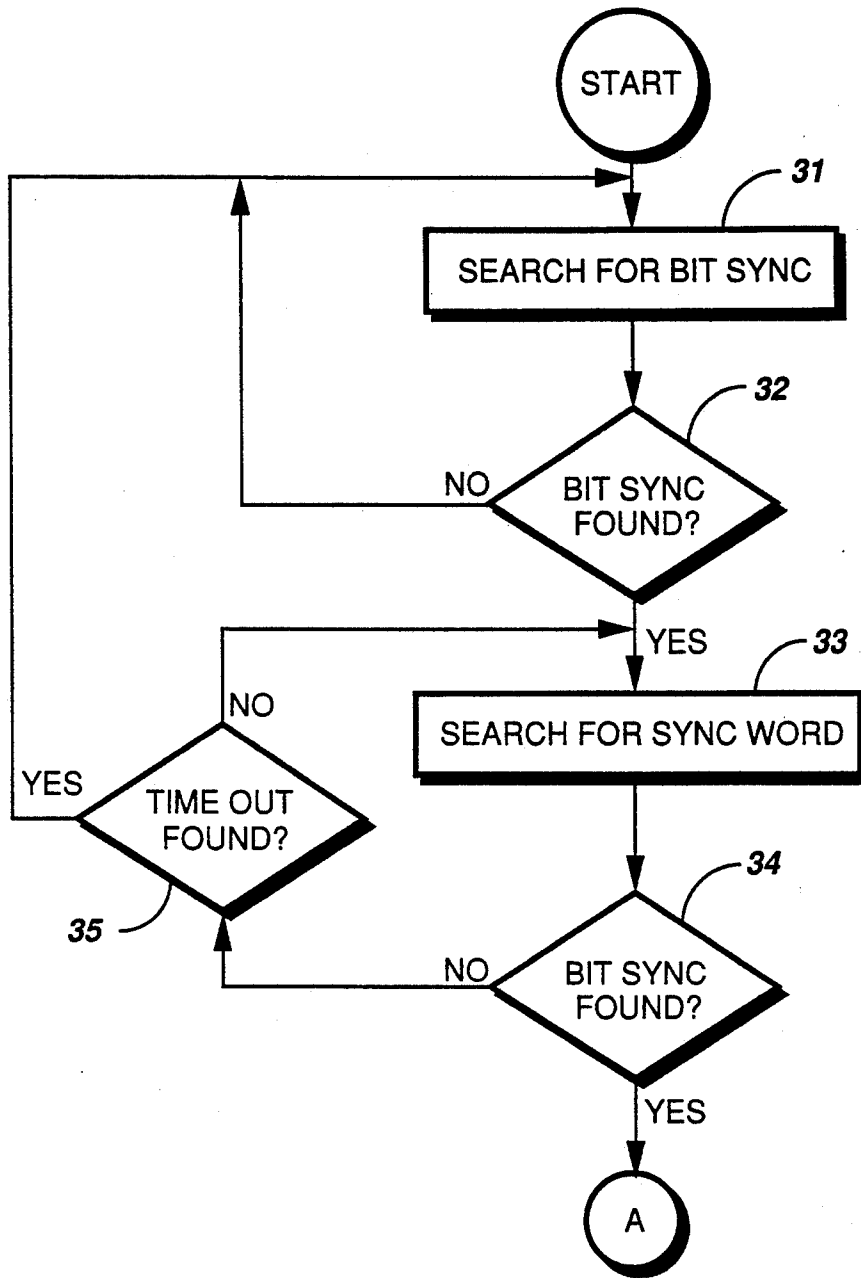 START
31
SEARCH FOR BIT SYNC
32
NO
BIT SYNC
FOUND?
YES
33
NO
SEARCH FOR SYNC WORD
YES
TIME OUT
FOUND?
34
35
NO
BIT SYNC
FOUND?
YES
A